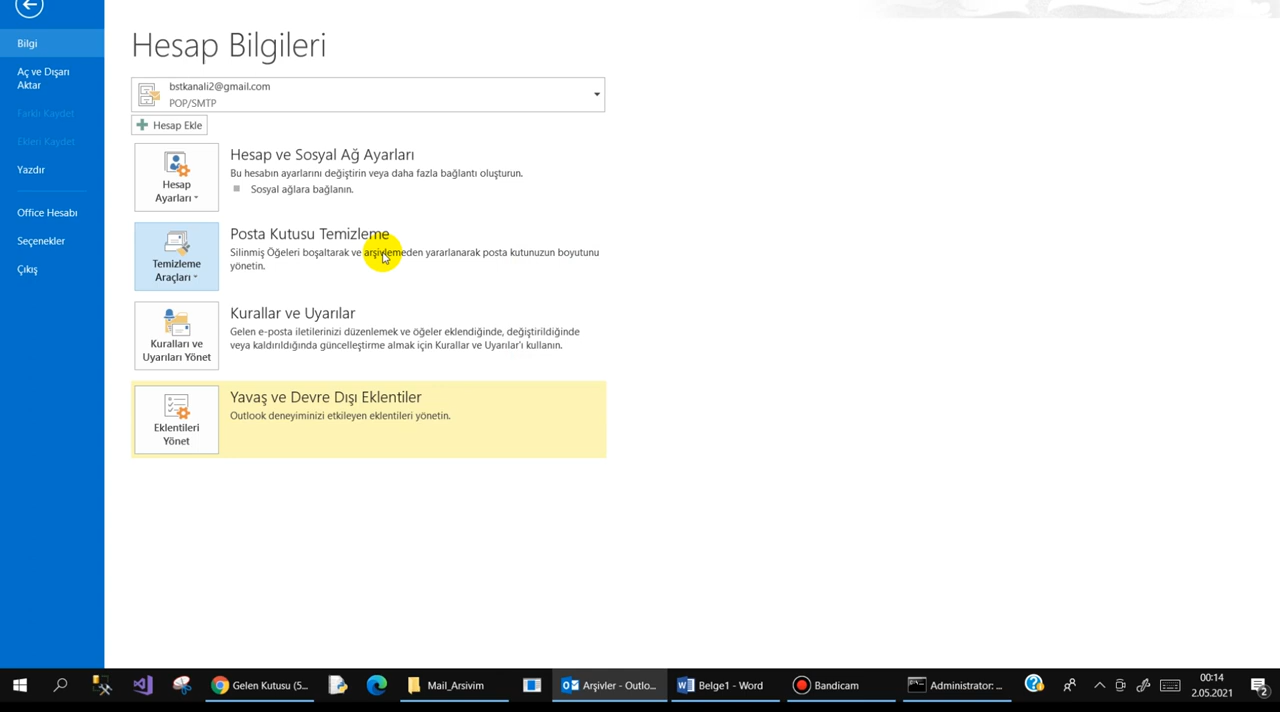 Bilgi
Aç ve Dışarı
Aktar
Farklı Kaydet
Ekleri Kaydet
Yazdır
Office Hesabı
Seçenekler
Çıkış
Hesap Bilgileri
bstkanali2@gmail.com
POP/SMTP
Hesap Ekle
Hesap
Ayarları
Hesap ve Sosyal Ağ Ayarları
Bu hesabın ayarlarını değiştirin veya daha fazla bağlantı oluşturun.
Sosyal ağlara bağlanın.
Temizleme
Araçları
Posta Kutusu Temizleme
Silinmiş Öğeleri boşaltarak ve arşivlemeden yararlanarak posta kutunuzun boyutunu
yönetin.
Kuralları ve
Uyarıları Yönet
Kurallar ve Uyarılar
Gelen e-posta iletilerinizi düzenlemek ve öğeler eklendiğinde, değiştirildiğinde
veya kaldırıldığında güncelleştirme almak için Kurallar ve Uyarılar'ı kullanın.
Eklentileri
Yönet
Yavaş ve Devre Dışı Eklentiler
Outlook deneyiminizi etkileyen eklentileri yönetin.
Gelen Kutusu (5...
Mail_Arsivim
Arşivler - Outlo...
Belge1 - Word
Bandicam
Administrator: ...
00:14
2.05.2021
2